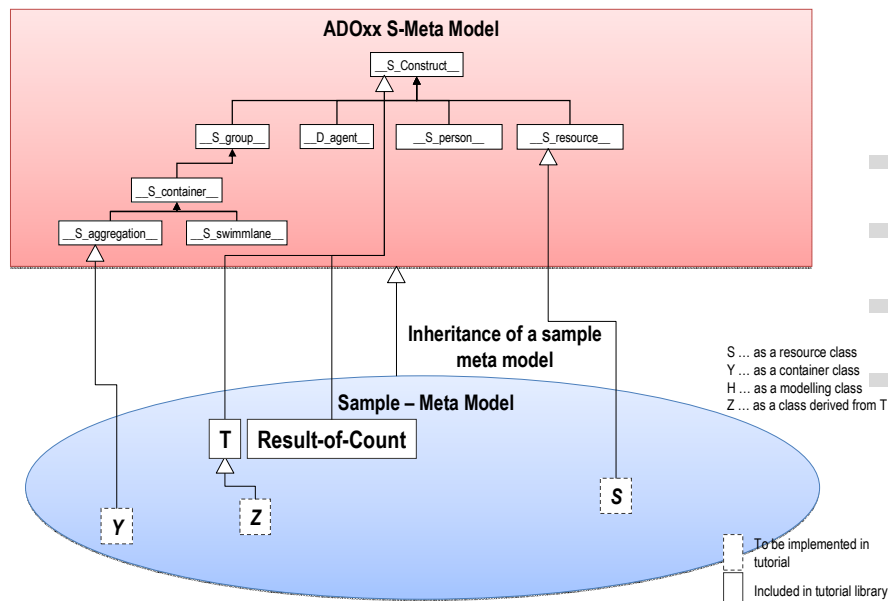 ADOxx S-Meta Model
__S_Construct__
__S_group__
__D_agent__
__S_person__
__S_resource__
__S_container__
__S_aggregation__
__S_swimmlane__
Inheritance of a sample
meta model
S ... as a resource class
Y ... as a container class
H ... as a modelling class
Z ... as a class derived from T
Sample – Meta Model
T
Result-of-Count
Y
Z
S
To be implemented in
tutorial
Included in tutorial library